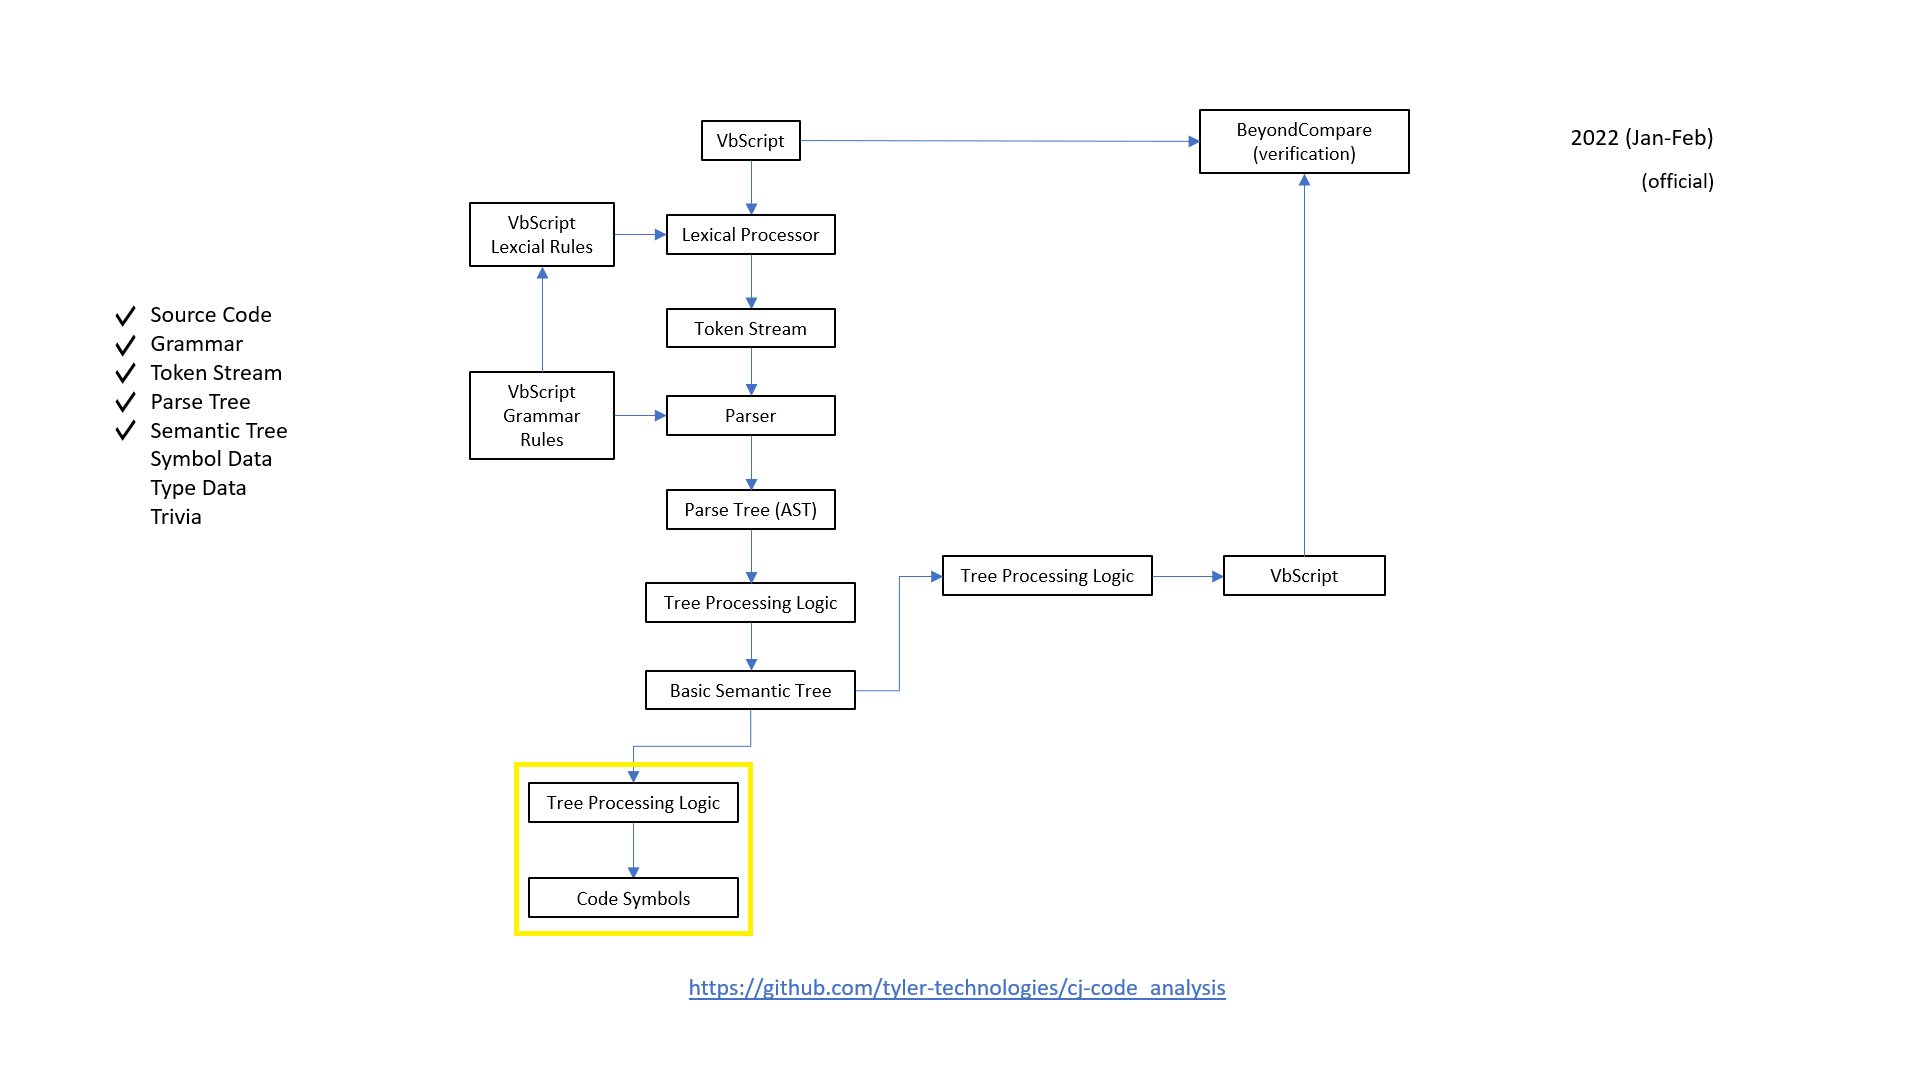 VbScript
BeyondCompare
(verification)
2022 (Jan-Feb)
(official)
VbScript
Lexcial Rules
Lexical Processor
Source Code
Grammar
Token Stream
Parse Tree
Semantic Tree
Symbol Data
Type Data
Trivia
Token Stream
VbScript
Grammar
Rules
Parser
Parse Tree (AST)
Tree Processing Logic
Tree Processing Logic
VbScript
Basic Semantic Tree
Tree Processing Logic
Code Symbols
https://github.com/tyler-technologies/cj-code_analysis